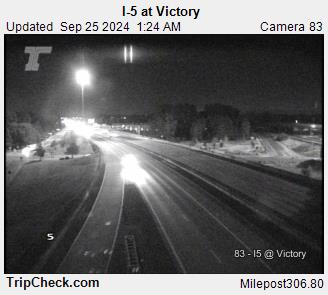 I-5 at Victory
Updated Sep 25 2024 1:24 AM Camera 83
T
S
83 - I5 @ Victory
TripCheck.com Milepost306.80